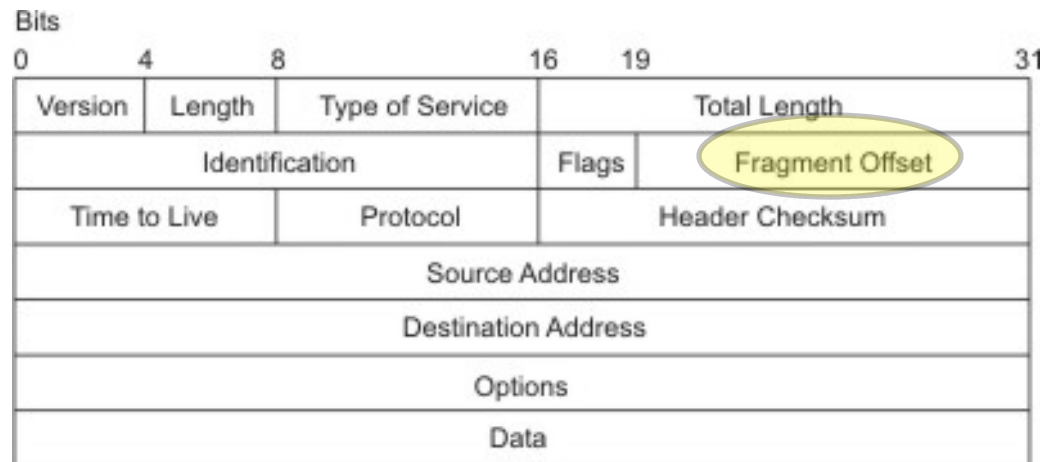 Bits
0 4 8 16 19 31
Version Length Type of Service Total Length
Identification Flags Fragment Offset
Time to Live Protocol Header Checksum
Source Address
Destination Address
Options
Data